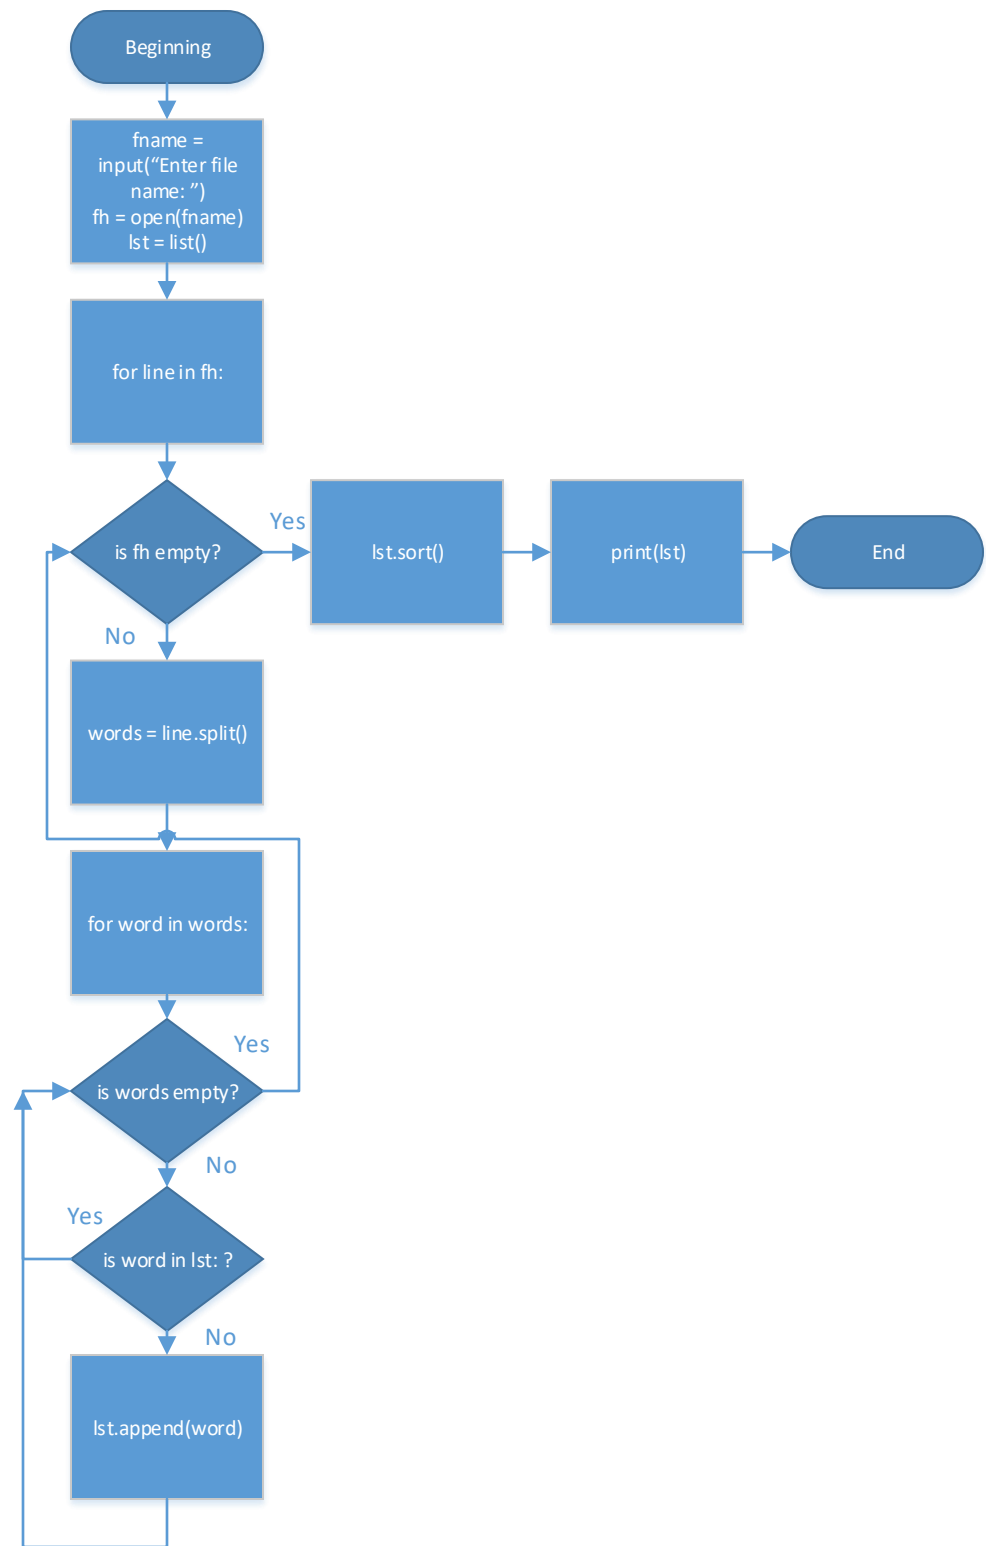 Beginning
fname =
input(“Enter file
name: ”)
fh = open(fname)
lst = list()
for line in fh:
is fh empty?
Yes
lst.sort()
print(lst)
End
No
words = line.split()
for word in words:
Yes
is words empty?
No
Yes
is word in lst: ?
No
lst.append(word)